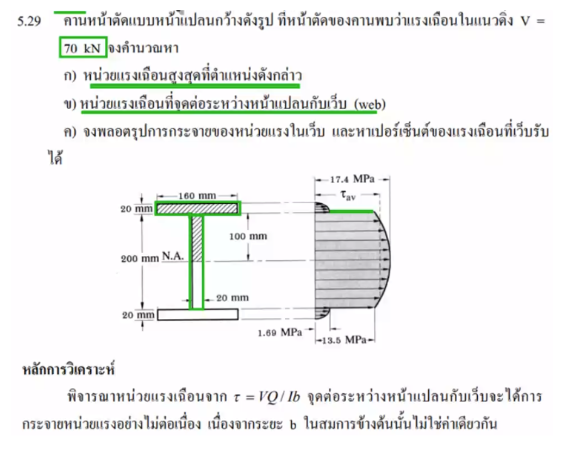 5.29 คานหน้าตัดแบบหน้าแปลนกว้างดังรูป ที่หน้าตัดของคานพบว่าแรงเฉือนในแนวดิ่ง V =
70 kN จงคำนวณหา
ก) หน่วยแรงเฉือนสูงสุดที่ตำแหน่งดังกล่าว
ข) หน่วยแรงเฉือนที่จุดต่อระหว่างหน้าแปลนกับเว็บ (web)
ค) จงพลอตรูปการกระจายของหน่วยแรงในเว็บ และหาเปอร์เซ็นต์ของแรงเฉือนที่เว็บรับ
ได้
17.4 MPa
160 mm
τav
20 mm
100 mm
200 mm N.A.
20 mm
20 mm
1.69 MPa
13.5 MPa
หลักการวิเคราะห์
พิจารณาหน่วยแรงเฉือนจาก τ = VQ / Ib จุดต่อระหว่างหน้าแปลนกับเว็บจะได้การ
กระจายหน่วยแรงอย่างไม่ต่อเนื่อง เนื่องจากระยะ b ในสมการข้างต้นนั้นไม่ใช่ค่าเดียวกัน